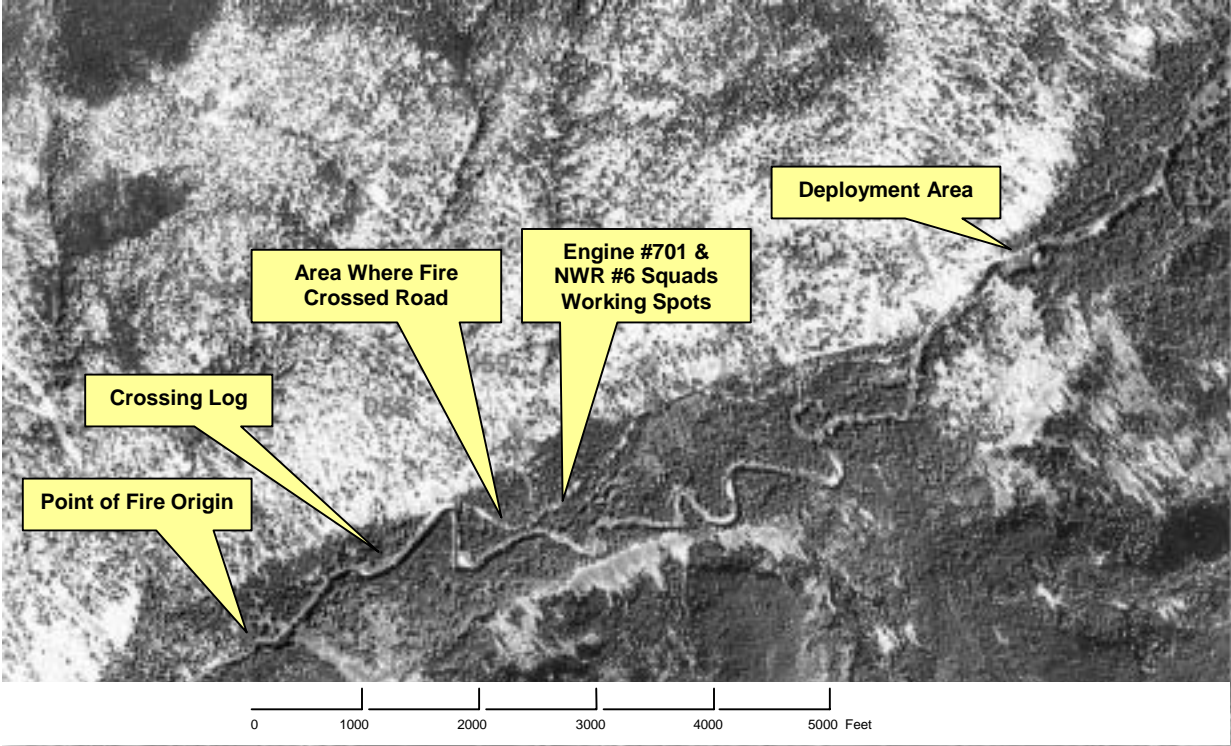 Deployment Area
Engine #701 &
NWR #6 Squads
Working Spots
Area Where Fire
Crossed Road
Crossing Log
Point of Fire Origin
0 1000 2000 3000 4000 5000 Feet